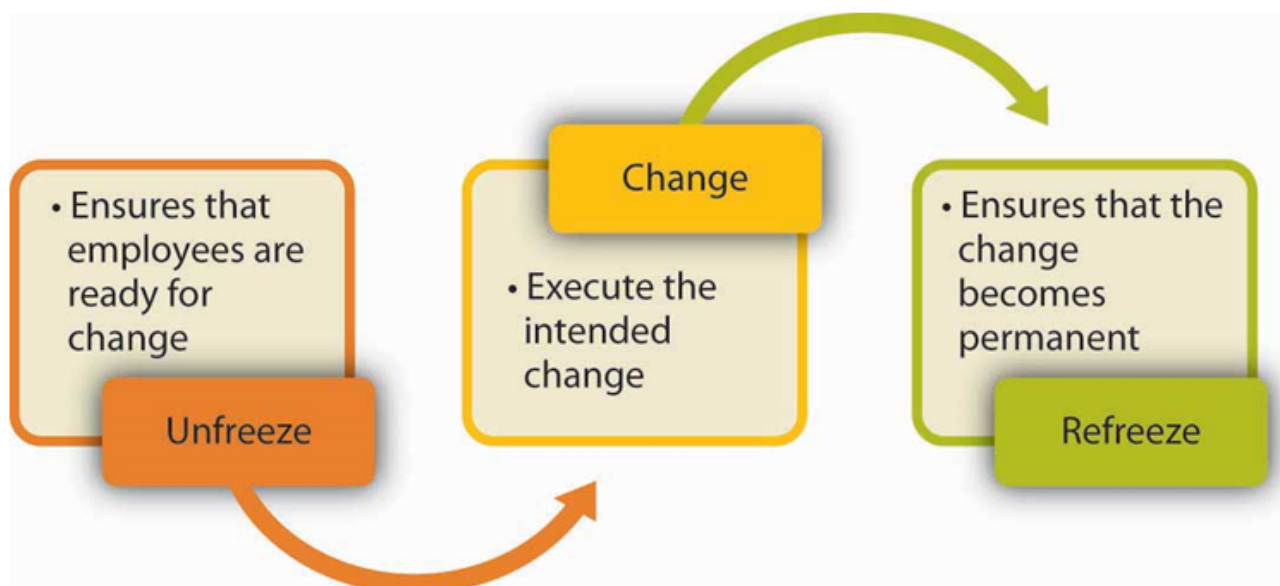 • Ensures that
employees are
ready for
change
Unfreeze
Change
• Execute the
intended
change
• Ensures that the
change
becomes
permanent
Refreeze